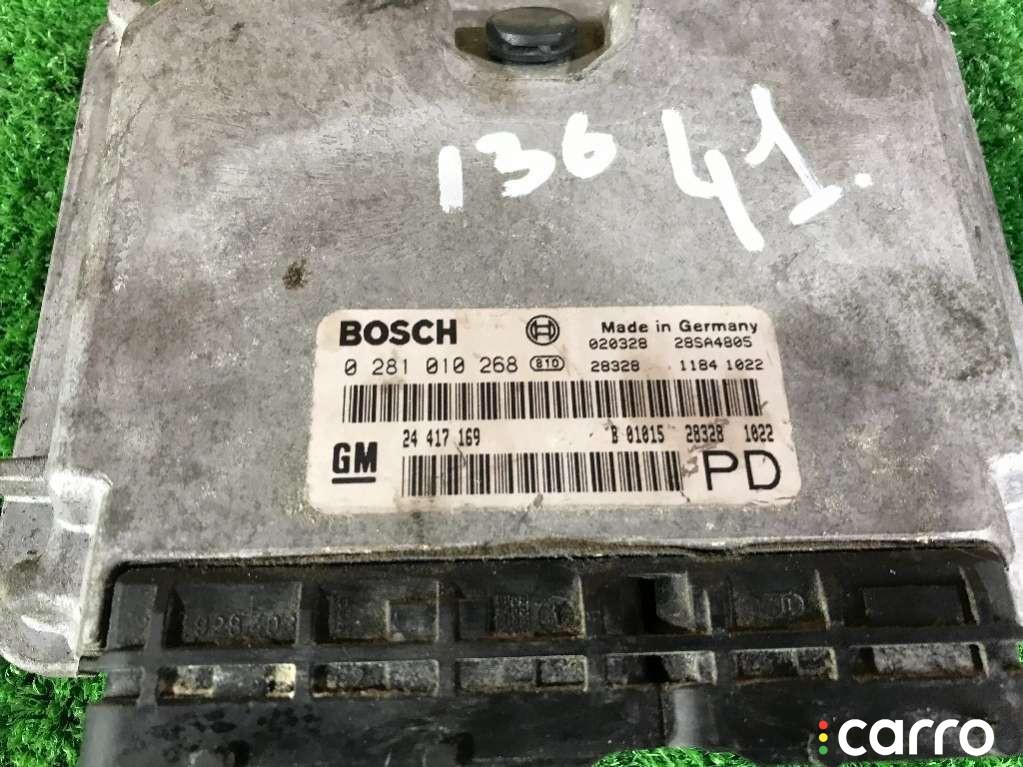 136 41.
BOSCH Made in Germany
020328 28SA4805
0 281 010 268 810 28328 1184 1022
24 417 169 B 01015 28328 1022
GM PD
carro